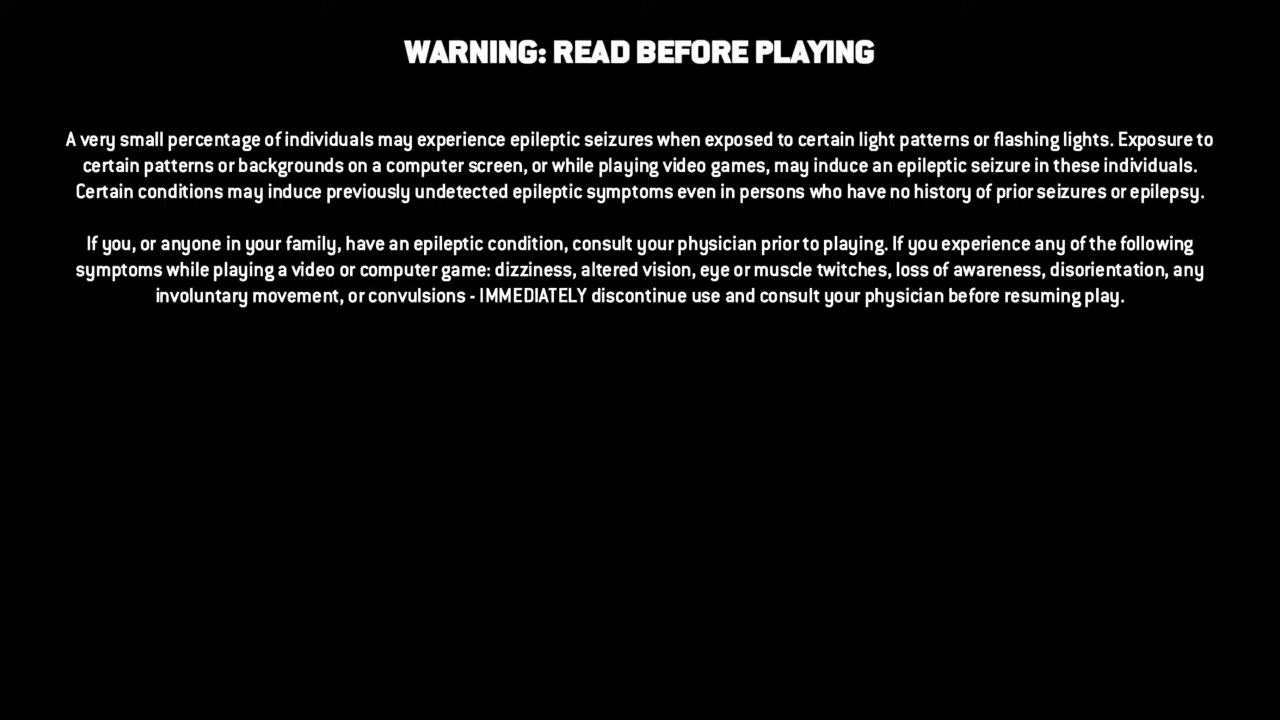 WARNING: READ BEFORE PLAYING
A very small percentage of individuals may experience epileptic seizures when exposed to certain light patterns or flashing lights. Exposure to
certain patterns or backgrounds on a computer screen, or while playing video games, may induce an epileptic seizure in these individuals.
Certain conditions may induce previously undetected epileptic symptoms even in persons who have no history of prior seizures or epilepsy.
If you, or anyone in your family, have an epileptic condition, consult your physician prior to playing. If you experience any of the following
symptoms while playing a video or computer game: dizziness, altered vision, eye or muscle twitches, loss of awareness, disorientation, any
involuntary movement, or convulsions - IMMEDIATELY discontinue use and consult your physician before resuming play.